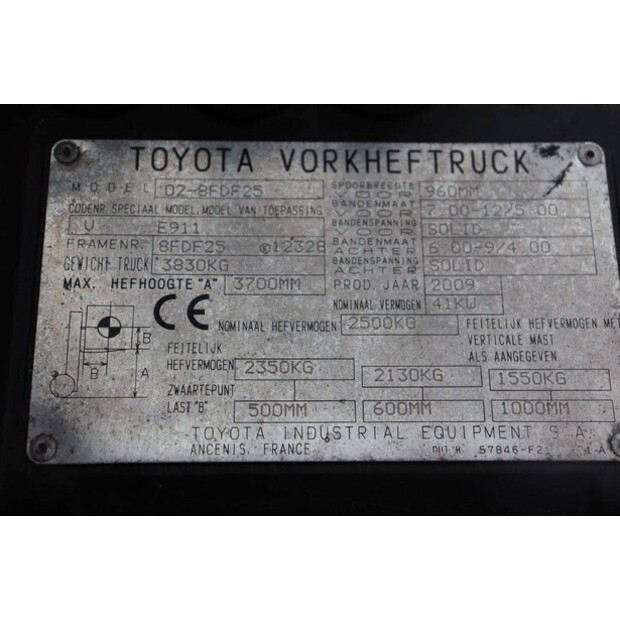 TOYOTA VORKHEFTRUCK
MODEL 02-8FDF25
SPOORBREEDTE VOOR 960MM
CODENR. SPECIAAL MODEL, MODEL VAN TOEPASSING
BANDENMAAT VOOR 7.00-12/5.00
V E911
BANDENSPANNING VOOR SOLID
FRAMENR. 8FDF25 ©12328
BANDENMAAT ACHTER 6.00-9/4.00
GEWICHT TRUCK 3830KG
BANDENSPANNING ACHTER SOLID
MAX. HEFHOOGTE "A" 3700MM
PROD. JAAR 2009
NOMINAAL VERMOGEN 41KW
CE NOMINAAL HEFVERMOGEN 2500KG
FEITELIJK HEFVERMOGEN MET
VERTICALE MAST
ALS AANGEGEVEN
B
B A
FEITELIJK
HEFVERMOGEN 2350KG 2130KG 1550KG
ZWAARTEPUNT
LAST "B" 500MM 600MM 1000MM
TOYOTA INDUSTRIAL EQUIPMENT S.A.
ANCENIS, FRANCE
57846-F2